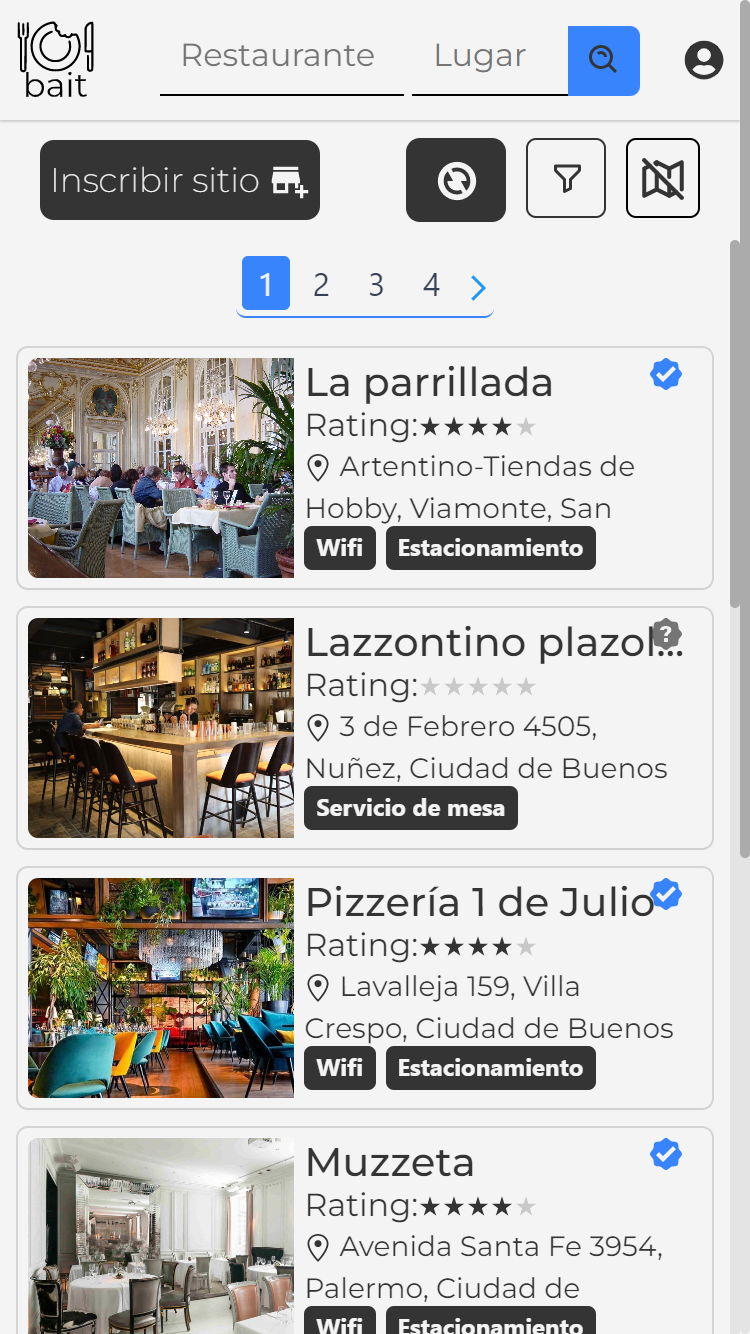 Restaurante
Lugar
bait
Inscribir sitio
1 2 3 4
La parrillada
Rating:
Artentino-Tiendas de
Hobby, Viamonte, San
Wifi Estacionamiento
Lazzontino plazol...
?
Rating:
3 de Febrero 4505,
Nuñez, Ciudad de Buenos
Servicio de mesa
Pizzería 1 de Julio
Rating:
Lavalleja 159, Villa
Crespo, Ciudad de Buenos
Wifi Estacionamiento
Muzzeta
Rating:
Avenida Santa Fe 3954,
Palermo, Ciudad de
Wifi Estacionamiento